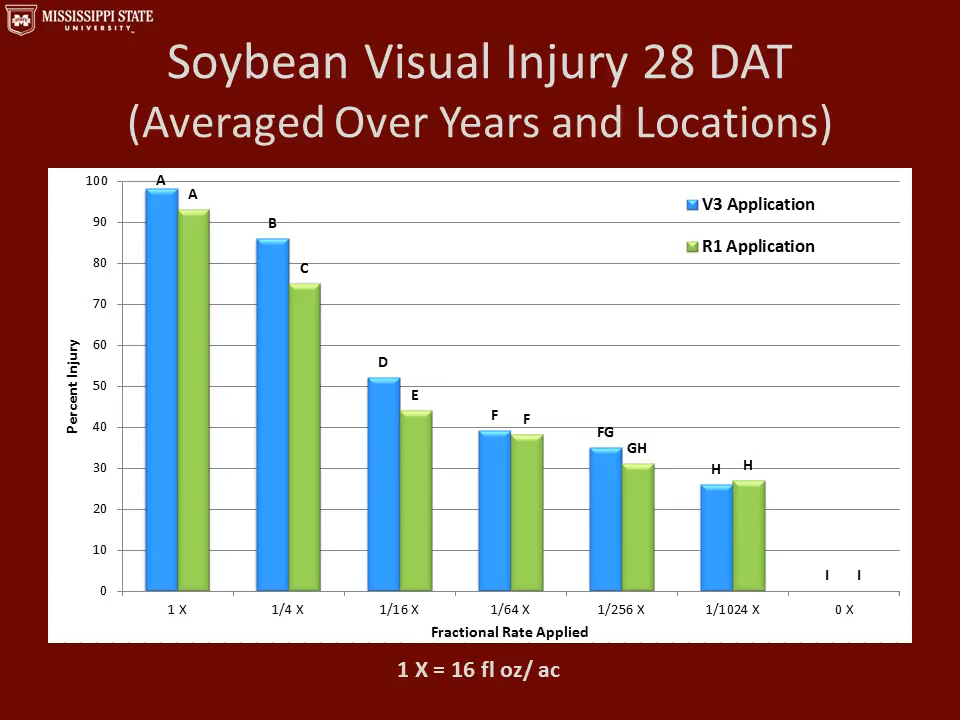 MISSISSIPPI STATE
UNIVERSITY™
Soybean Visual Injury 28 DAT
(Averaged Over Years and Locations)
Percent Injury
100
90
80
70
60
50
40
30
20
10
0
A
A
B
C
D
E
F
F
FG
GH
H
H
I
I
V3 Application
R1 Application
1 X
1/4 X
1/16 X
1/64 X
1/256 X
1/1024 X
0 X
Fractional Rate Applied
1 X = 16 fl oz/ ac